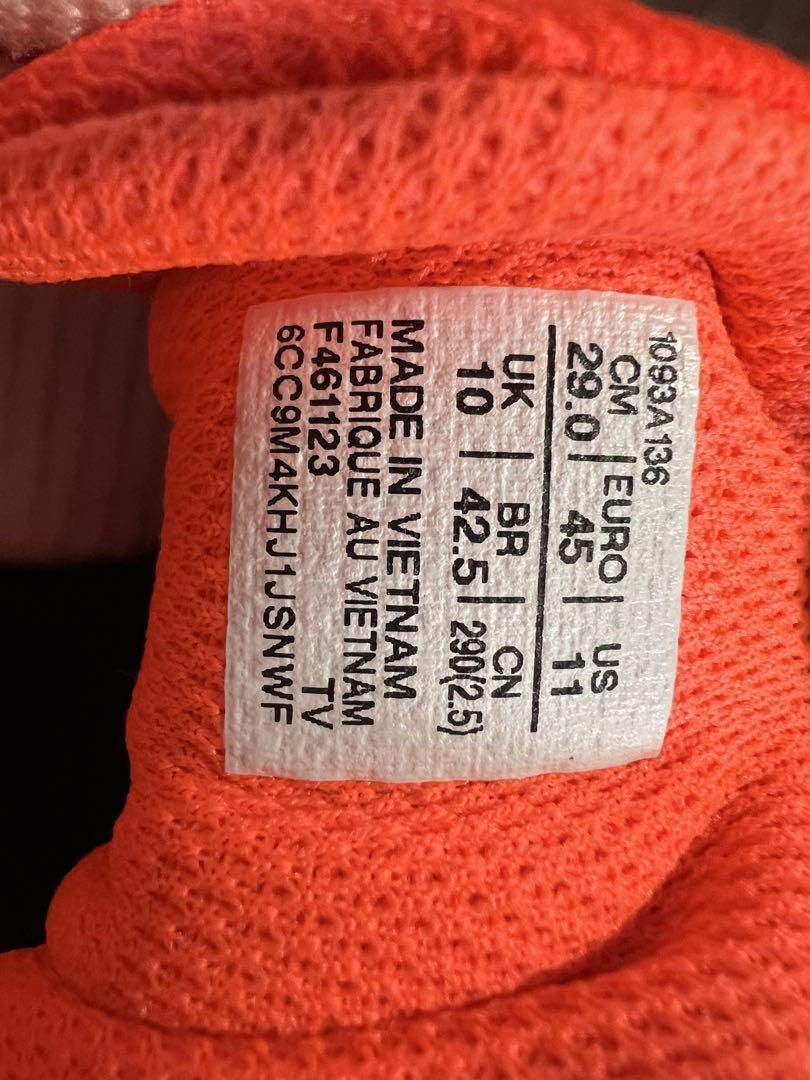 1093A136
CM | EURO | US
29.0 | 45 | 11
UK | BR | CN
10 | 42.5 | 290(2.5)
MADE IN VIETNAM
FABRIQUE AU VIETNAM
F461123 TV
6CC9M4KHJ1JSNWF